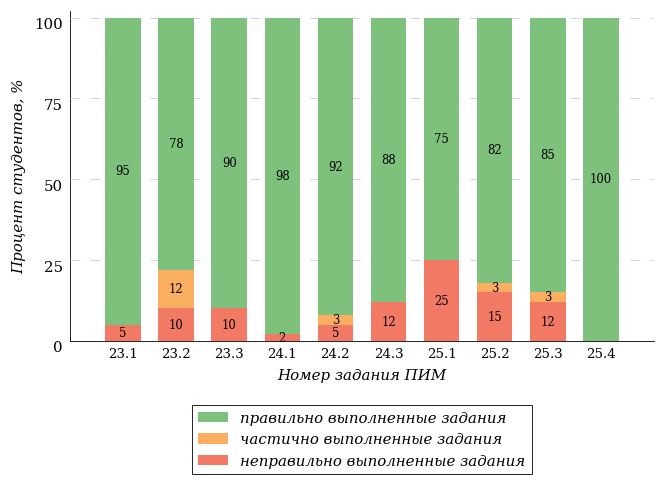 100
75
50
25
0
Процент студентов, %
95 78 90 98 92 88 75 82 85 100
12 3 3 3
5 10 10 2 5 12 25 15 12
23.1 23.2 23.3 24.1 24.2 24.3 25.1 25.2 25.3 25.4
Номер задания ПИМ
правильно выполненные задания
частично выполненные задания
неправильно выполненные задания